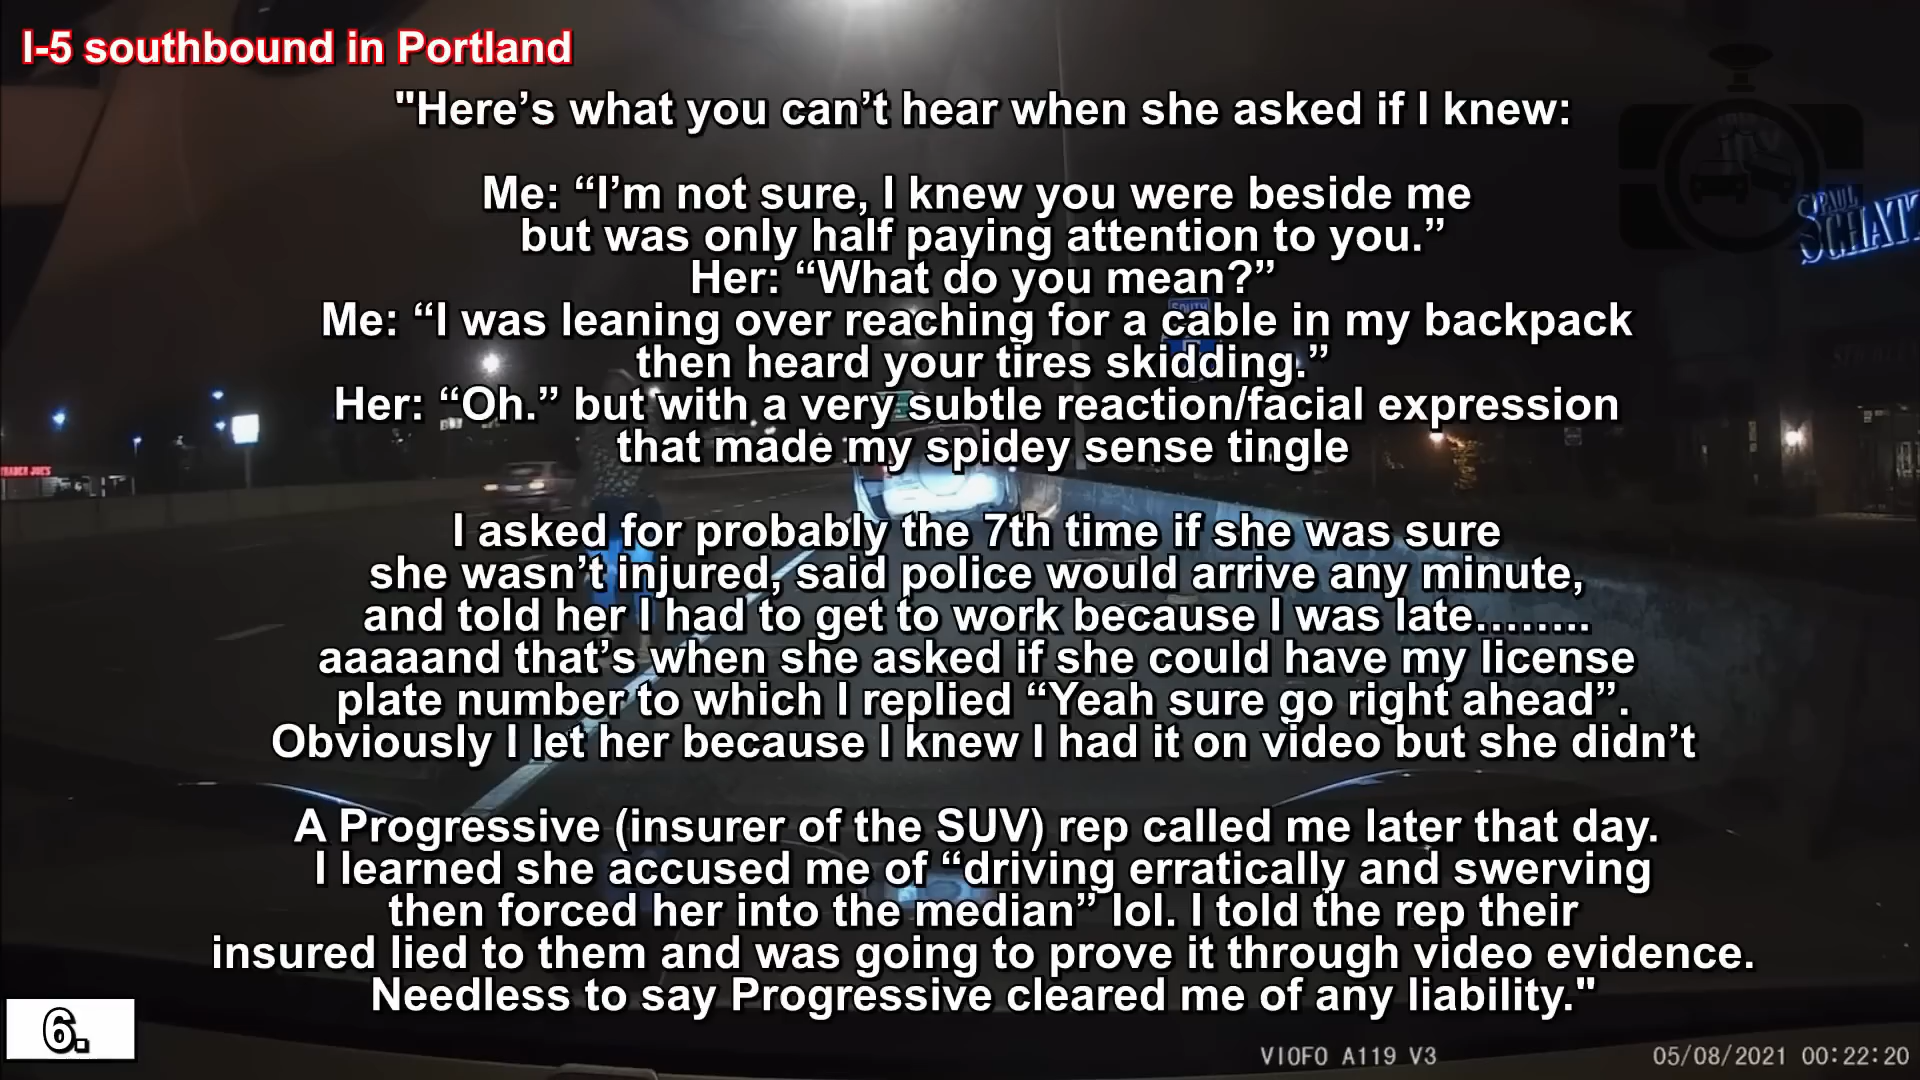 I-5 southbound in Portland
"Here’s what you can’t hear when she asked if I knew:
Me: “I’m not sure, I knew you were beside me
but was only half paying attention to you.”
Her: “What do you mean?”
Me: “I was leaning over reaching for a cable in my backpack
then heard your tires skidding.”
Her: “Oh.” but with a very subtle reaction/facial expression
that made my spidey sense tingle
I asked for probably the 7th time if she was sure
she wasn’t injured, said police would arrive any minute,
and told her I had to get to work because I was late........
aaaaand that’s when she asked if she could have my license
plate number to which I replied “Yeah sure go right ahead”.
Obviously I let her because I knew I had it on video but she didn’t
A Progressive (insurer of the SUV) rep called me later that day.
I learned she accused me of “driving erratically and swerving
then forced her into the median” lol. I told the rep their
insured lied to them and was going to prove it through video evidence.
Needless to say Progressive cleared me of any liability."
PAUL
SOUTH
TRADER JOE'S
6.
VIOFO A119 V3
05/08/2021 00:22:20